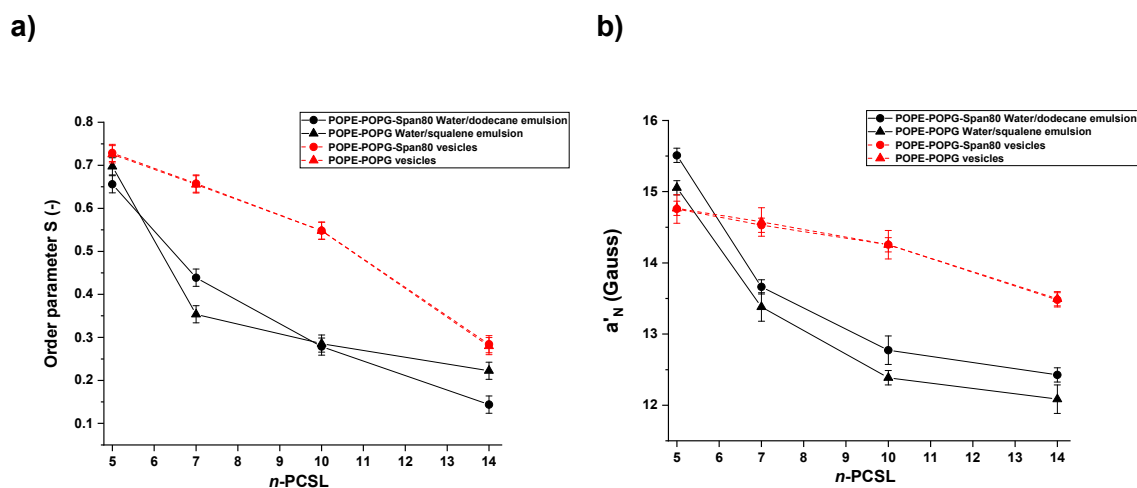 a)
POPE-POPG-Span80 Water/dodecane emulsion
POPE-POPG Water/squalene emulsion
POPE-POPG-Span80 vesicles
POPE-POPG vesicles
Order parameter S (-)
0.8
0.7
0.6
0.5
0.4
0.3
0.2
0.1
5 6 7 8 9 10 11 12 13 14
n-PCSL
b)
POPE-POPG-Span80 Water/dodecane emulsion
POPE-POPG Water/squalene emulsion
POPE-POPG-Span80 vesicles
POPE-POPG vesicles
a'N (Gauss)
16
15
14
13
12
5 6 7 8 9 10 11 12 13 14
n-PCSL